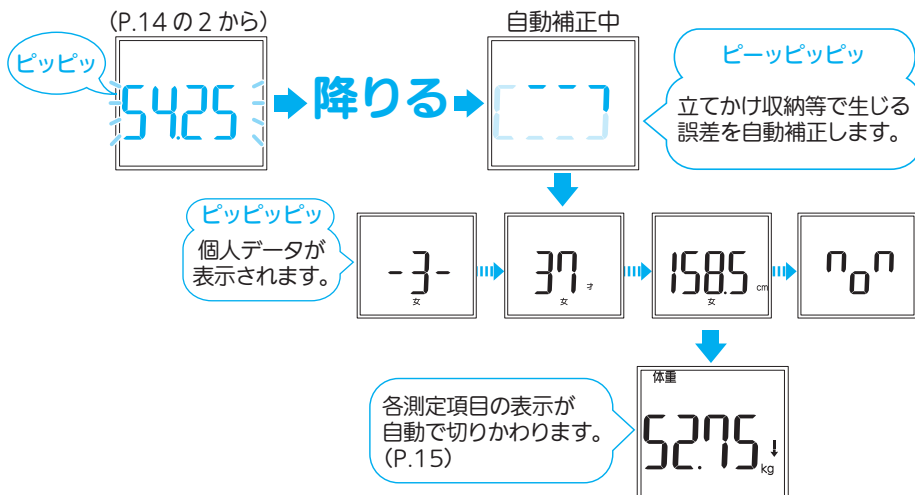 (P.14の2から)
ピッピッ
54.25
降りる
自動補正中
ピーッピッピッ
立てかけ収納等で生じる
誤差を自動補正します。
ピッピッピッ
個人データが
表示されます。
-3-
女
37才
女
158.5cm
女
non
各測定項目の表示が
自動で切りかわります。
(P.15)
体重
52.75kg